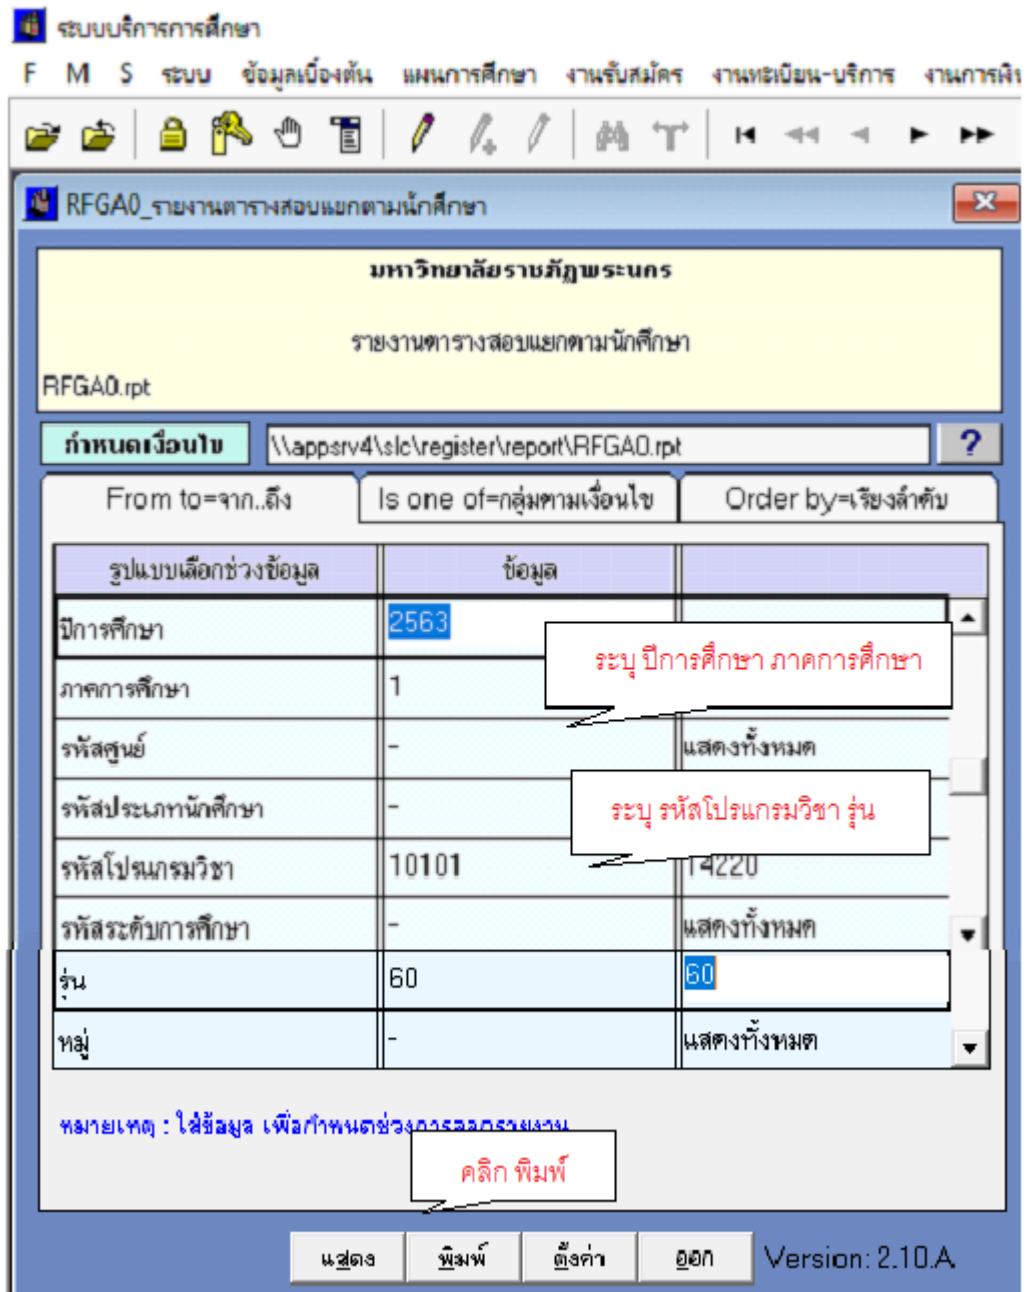 ระบบบริการการศึกษา
F M S ระบบ ข้อมูลเบื้องต้น แผนการศึกษา งานรับสมัคร งานทะเบียน-บริการ งานการเงิ
RFGA0_รายงานตารางสอบแยกตามนักศึกษา
มหาวิทยาลัยราชภัฏพระนคร
รายงานตารางสอบแยกตามนักศึกษา
RFGA0.rpt
กำหนดเงื่อนไข \\appsrv4\slc\register\report\RFGA0.rpt ?
From to=จาก..ถึง Is one of=กลุ่มตามเงื่อนไข Order by=เรียงลำดับ
รูปแบบเลือกช่วงข้อมูล ข้อมูล
ปีการศึกษา 2563
ระบุ ปีการศึกษา ภาคการศึกษา
ภาคการศึกษา 1
รหัสศูนย์ - แสดงทั้งหมด
รหัสประเภทนักศึกษา -
ระบุ รหัสโปรแกรมวิชา รุ่น
รหัสโปรแกรมวิชา 10101 14220
รหัสระดับการศึกษา - แสดงทั้งหมด
รุ่น 60 60
หมู่ - แสดงทั้งหมด
หมายเหตุ : ใส่ข้อมูล เพื่อกำหนดช่วงการออกรายงาน
คลิก พิมพ์
แสดง พิมพ์ ตั้งค่า ออก Version: 2.10.A